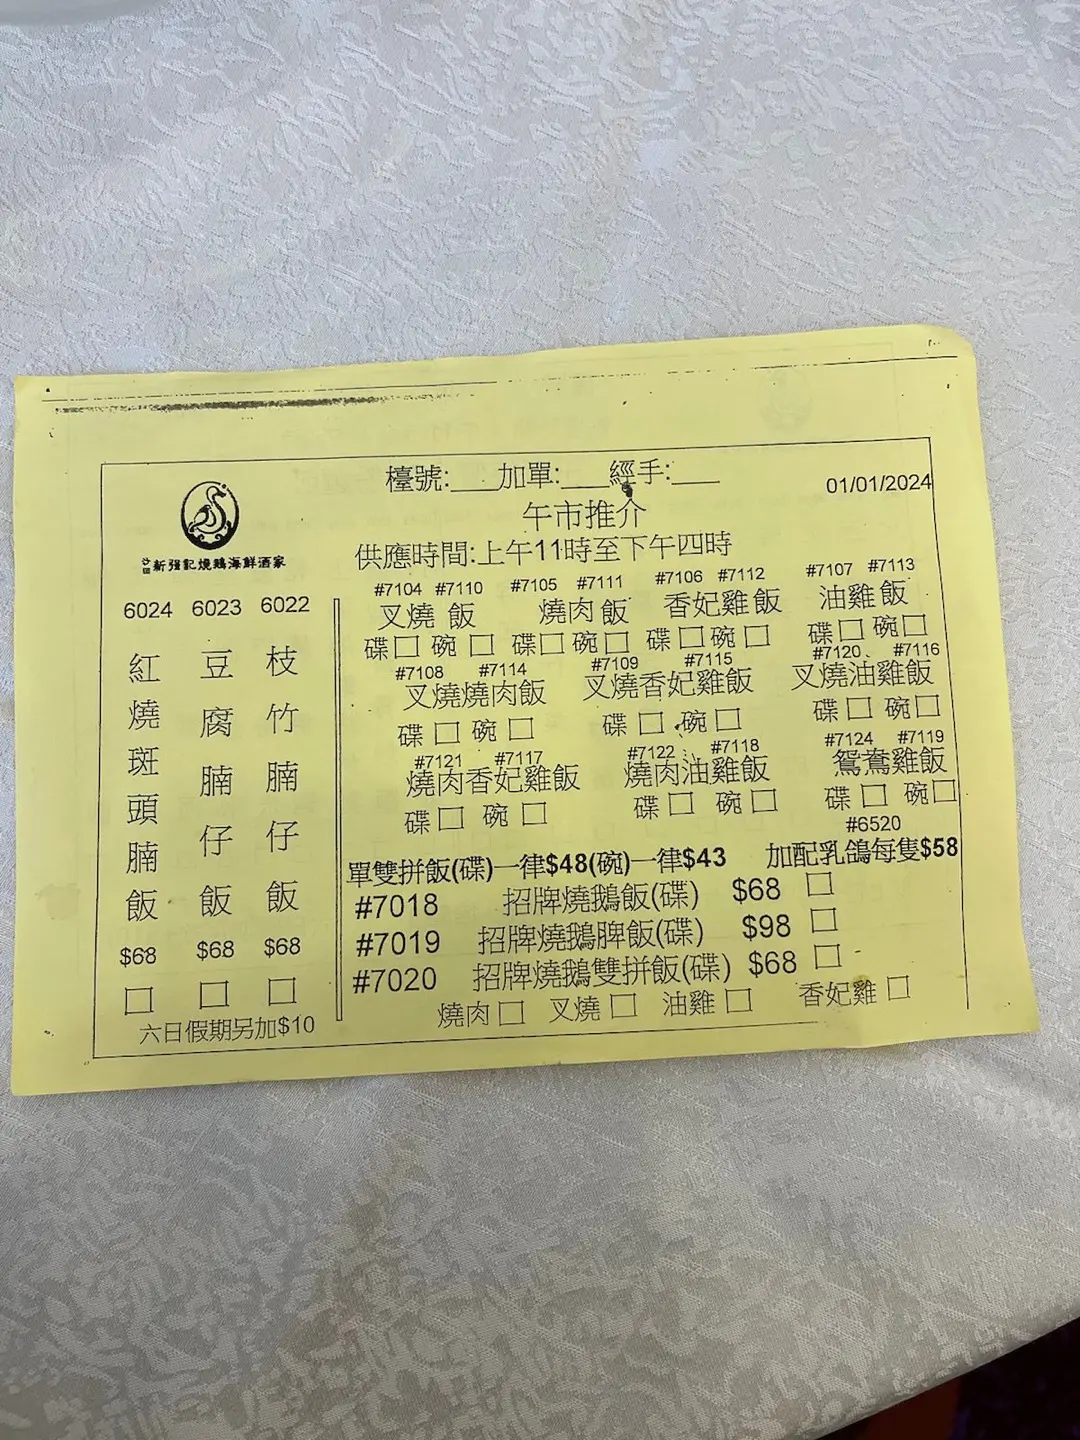 檯號:___加單:___經手:___
01/01/2024
午市推介
沙田新強記燒鵝海鮮酒家
供應時間:上午11時至下午四時
#7104 #7110 #7105 #7111 #7106 #7112 #7107 #7113
叉燒飯 燒肉飯 香妃雞飯 油雞飯
碟□ 碗□ 碟□ 碗□ 碟□ 碗□ 碟□ 碗□
#7108 #7114 #7109 #7115 #7120 #7116
叉燒燒肉飯 叉燒香妃雞飯 叉燒油雞飯
碟□ 碗□ 碟□ 碗□ 碟□ 碗□
#7121 #7117 #7122 #7118 #7124 #7119
燒肉香妃雞飯 燒肉油雞飯 鴛鴦雞飯
碟□ 碗□ 碟□ 碗□ 碟□ 碗□
#6520
單雙拼飯(碟)一律$48(碗)一律$43 加配乳鴿每隻$58
#7018 招牌燒鵝飯(碟) $68 □
#7019 招牌燒鵝脾飯(碟) $98 □
#7020 招牌燒鵝雙拼飯(碟) $68 □
燒肉□ 叉燒□ 油雞□ 香妃雞□
6024 6023 6022
紅燒斑頭腩飯
$68 □
豆腐腩仔飯
$68 □
枝竹腩仔飯
$68 □
六日假期另加$10